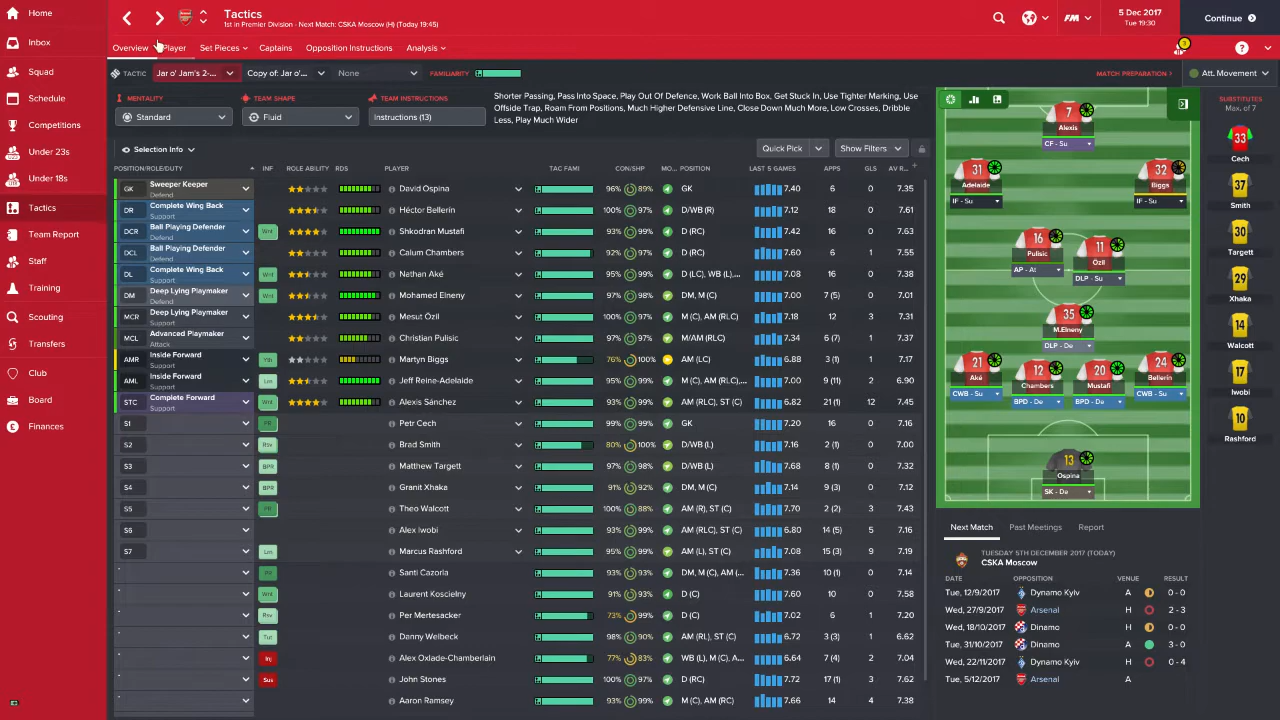 Home
Inbox
Squad
Schedule
Competitions
Under 23s
Under 18s
Tactics
Team Report
Staff
Training
Scouting
Transfers
Club
Board
Finances
Tactics
1st in Premier Division - Next Match: CSKA Moscow (H) (Today 19:45)
FM
5 Dec 2017
Tue 19:30
Continue
Overview Player Set Pieces Captains Opposition Instructions Analysis
?
TACTIC Jar o' Jam's 2-... Copy of: Jar o'... None FAMILIARITY
MATCH PREPARATION Att. Movement
MENTALITY TEAM SHAPE TEAM INSTRUCTIONS
Standard Fluid Instructions (13)
Shorter Passing, Pass Into Space, Play Out Of Defence, Work Ball Into Box, Get Stuck In, Use Tighter Marking, Use
Offside Trap, Roam From Positions, Much Higher Defensive Line, Close Down Much More, Low Crosses, Dribble
Less, Play Much Wider
Selection Info Quick Pick Show Filters
POSITION/ROLE/DUTY INF ROLE ABILITY RDS PLAYER TAC FAMI CON/SHP MO... POSITION LAST 5 GAMES APPS GLS AV R...
GK Sweeper Keeper Defend David Ospina 96% 89% GK 7.40 6 0 7.35
DR Complete Wing Back Support Héctor Bellerín 100% 97% D/WB (R) 7.12 18 0 7.61
DCR Ball Playing Defender Defend Wnt Shkodran Mustafi 93% 99% D (RC) 7.42 16 0 7.63
DCL Ball Playing Defender Defend Calum Chambers 92% 97% D (RC) 7.60 6 1 7.55
DL Complete Wing Back Support Wnt Nathan Aké 95% 99% D (LC), WB (L),... 7.08 16 0 7.38
DM Deep Lying Playmaker Defend Wnt Mohamed Elneny 97% 98% DM, M (C) 7.00 7 (5) 0 7.01
MCR Deep Lying Playmaker Support Mesut Özil 100% 97% M (C), AM (RLC) 7.18 12 3 7.31
MCL Advanced Playmaker Attack Christian Pulisic 97% 97% M/AM (RLC) 7.34 6 (7) 1 7.17
AMR Inside Forward Support Yth Martyn Biggs 76% 100% AM (LC) 6.88 3 (1) 1 7.17
AML Inside Forward Support Lrn Jeff Reine-Adelaide 97% 99% M (C), AM (RLC) 7.00 9 (11) 2 6.90
STC Complete Forward Support Wnt Alexis Sánchez 93% 99% AM (RLC), ST (C) 6.82 21 (1) 12 7.45
S1 PR Petr Cech 99% 99% GK 7.20 16 0 7.16
S2 Rsv Brad Smith 80% 100% D/WB (L) 7.16 2 (1) 0 7.00
S3 BPR Matthew Targett 97% 98% D/WB (L) 7.68 8 (1) 0 7.32
S4 BPR Granit Xhaka 91% 92% DM, M (C) 7.14 9 (3) 0 7.12
S5 PR Theo Walcott 100% 88% AM (RL), ST (C) 7.70 2 (2) 3 7.43
S6 Alex Iwobi 93% 99% AM (RLC), ST (C) 6.80 14 (5) 5 7.16
S7 Lrn Marcus Rashford 95% 99% AM (L), ST (C) 7.08 15 (3) 9 7.19
- PR Santi Cazorla 93% 99% DM, M (C), AM (... 7.36 10 (1) 0 7.14
- Wnt Laurent Koscielny 91% 93% D (C) 7.60 10 0 7.58
- Rsv Per Mertesacker 73% 99% D (C) 7.02 6 1 7.20
- Tut Danny Welbeck 98% 90% AM (RL), ST (C) 6.72 3 (3) 1 6.62
- Inj Alex Oxlade-Chamberlain 77% 83% WB (L), M (C), A... 6.64 7 (4) 2 7.04
- Sus John Stones 100% 97% D (RC) 7.72 17 (1) 3 7.62
- Aaron Ramsey M (C), AM (RC) 7.66 14 4 7.38
7
Alexis
CF - Su
31
Adelaide
IF - Su
32
Biggs
IF - Su
16
Pulisic
AP - At
11
Özil
DLP - Su
35
M.Elneny
DLP - De
21
Aké
CWB - Su
12
Chambers
BPD - De
20
Mustafi
BPD - De
24
Bellerín
CWB - Su
13
Ospina
SK - De
SUBSTITUTES
Max. of 7
33
Cech
37
Smith
30
Targett
29
Xhaka
14
Walcott
17
Iwobi
10
Rashford
Next Match Past Meetings Report
TUESDAY 5TH DECEMBER 2017 (TODAY)
CSKA Moscow
DATE OPPOSITION VENUE RESULT
Tue, 12/9/2017 Dynamo Kyiv A 0 - 0
Wed, 27/9/2017 Arsenal H 2 - 3
Wed, 18/10/2017 Dinamo H 0 - 0
Tue, 31/10/2017 Dinamo A 3 - 0
Wed, 22/11/2017 Dynamo Kyiv H 0 - 4
Tue, 5/12/2017 Arsenal A